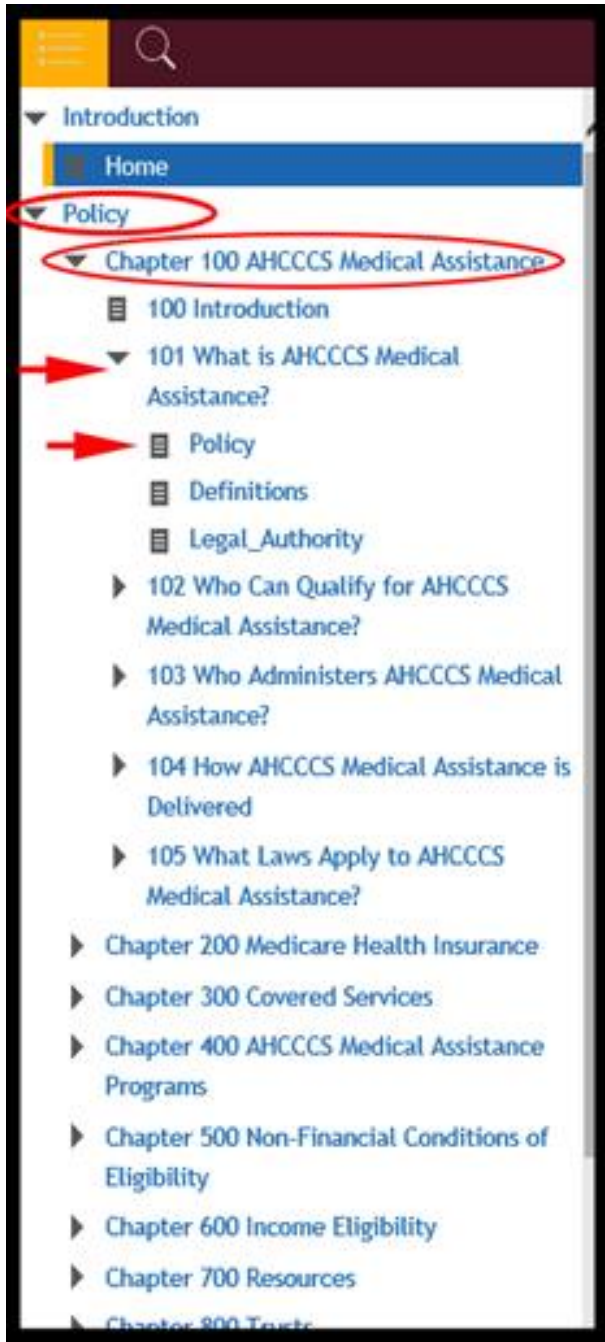 Introduction
Home
Policy
Chapter 100 AHCCCS Medical Assistance
100 Introduction
101 What is AHCCCS Medical
Assistance?
Policy
Definitions
Legal_Authority
102 Who Can Qualify for AHCCCS
Medical Assistance?
103 Who Administers AHCCCS Medical
Assistance?
104 How AHCCCS Medical Assistance is
Delivered
105 What Laws Apply to AHCCCS
Medical Assistance?
Chapter 200 Medicare Health Insurance
Chapter 300 Covered Services
Chapter 400 AHCCCS Medical Assistance
Programs
Chapter 500 Non-Financial Conditions of
Eligibility
Chapter 600 Income Eligibility
Chapter 700 Resources
Chapter 800 Trusts